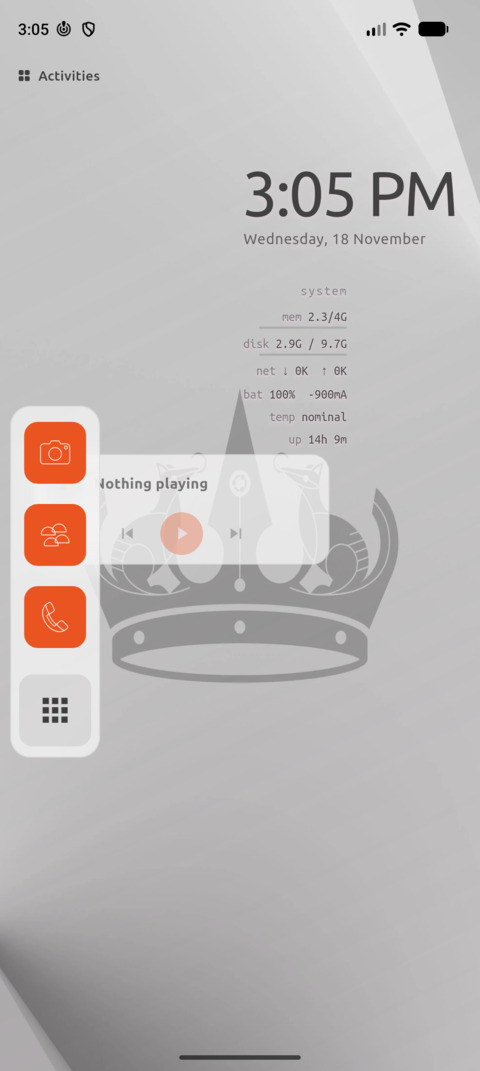 3:05
Activities
3:05 PM
Wednesday, 18 November
system
mem 2.3/4G
disk 2.9G / 9.7G
net ↓ 0K ↑ 0K
bat 100% -900mA
temp nominal
up 14h 9m
Nothing playing